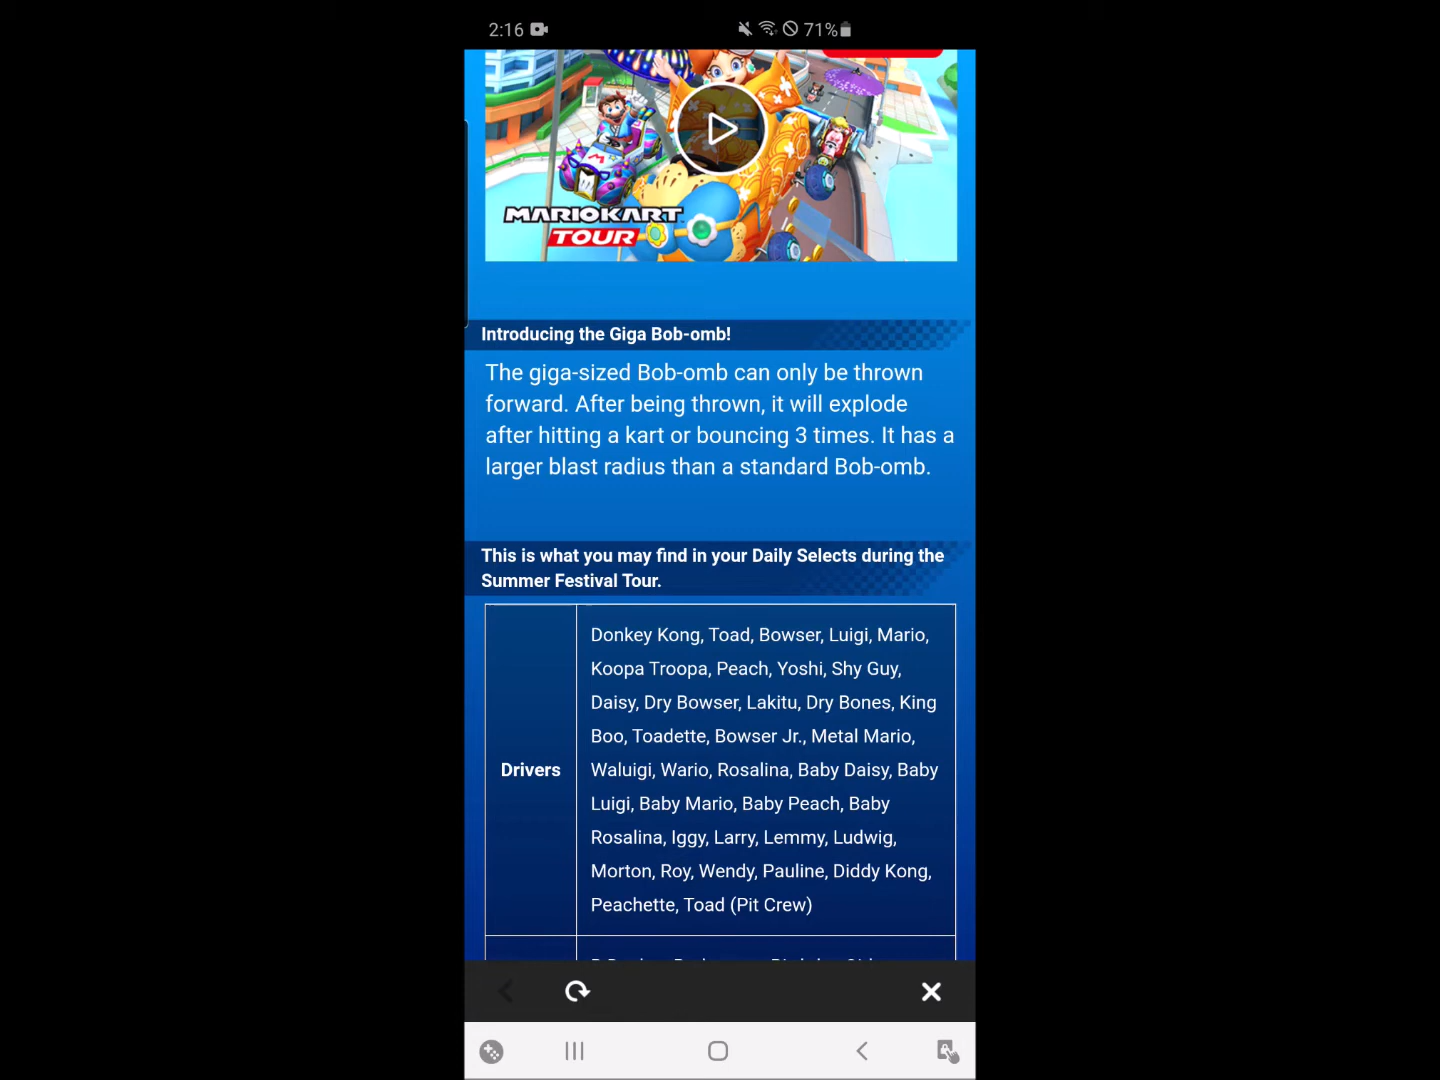 2:16
71%
MARIOKART
TOUR
Introducing the Giga Bob-omb!
The giga-sized Bob-omb can only be thrown
forward. After being thrown, it will explode
after hitting a kart or bouncing 3 times. It has a
larger blast radius than a standard Bob-omb.
This is what you may find in your Daily Selects during the
Summer Festival Tour.
Donkey Kong, Toad, Bowser, Luigi, Mario,
Koopa Troopa, Peach, Yoshi, Shy Guy,
Daisy, Dry Bowser, Lakitu, Dry Bones, King
Boo, Toadette, Bowser Jr., Metal Mario,
Drivers
Waluigi, Wario, Rosalina, Baby Daisy, Baby
Luigi, Baby Mario, Baby Peach, Baby
Rosalina, Iggy, Larry, Lemmy, Ludwig,
Morton, Roy, Wendy, Pauline, Diddy Kong,
Peachette, Toad (Pit Crew)